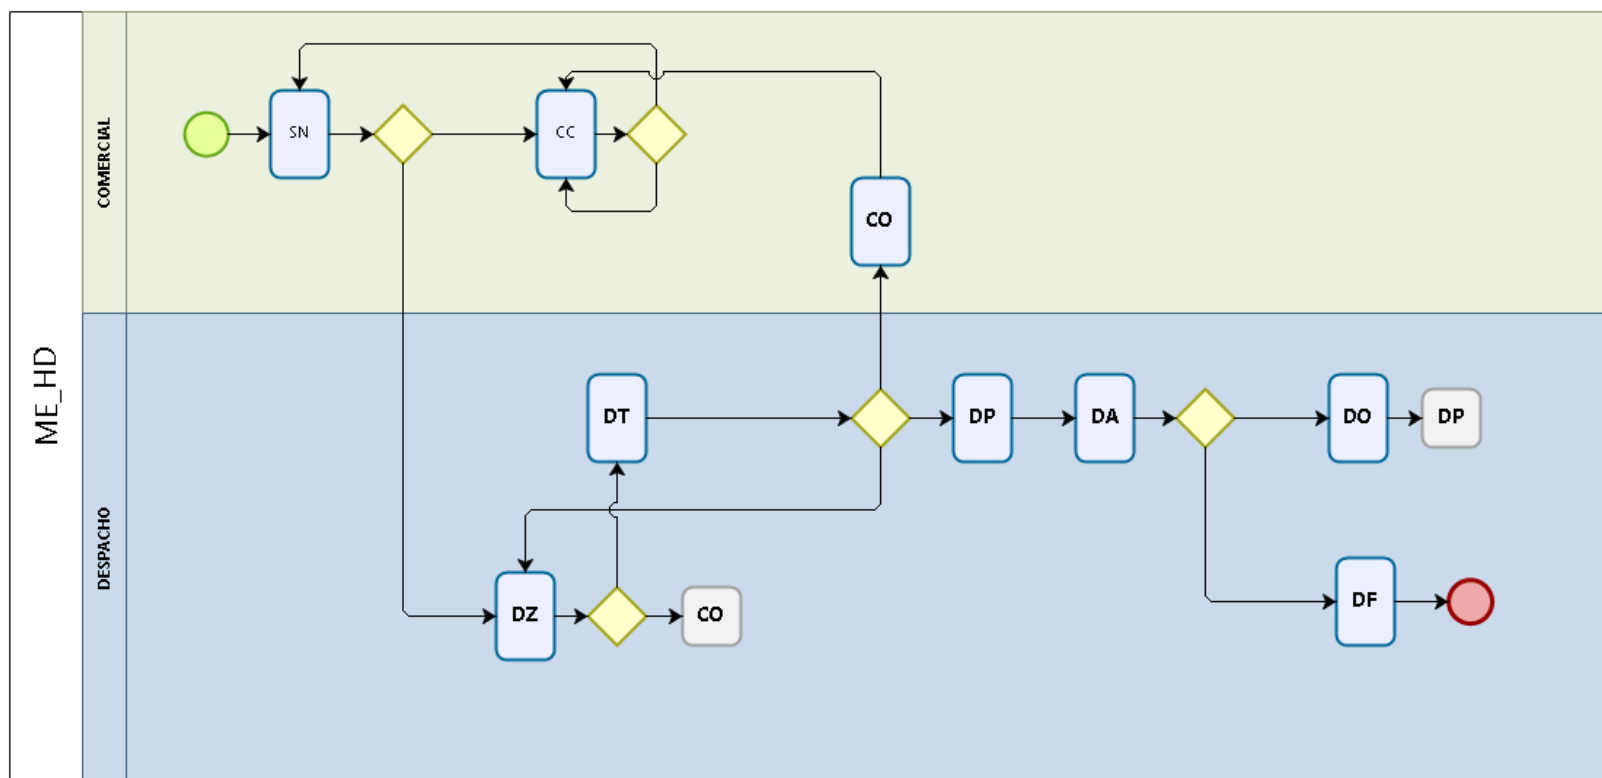 ME_HD
COMERCIAL
SN
CC
CO
DESPACHO
DT
DP
DA
DO
DP
DZ
CO
DF